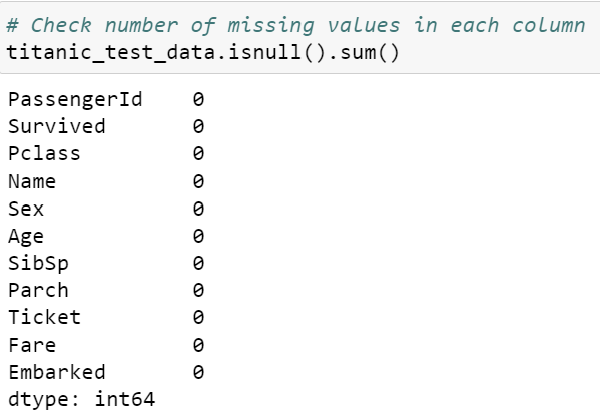 # Check number of missing values in each column
titanic_test_data.isnull().sum()
PassengerId 0
Survived 0
Pclass 0
Name 0
Sex 0
Age 0
SibSp 0
Parch 0
Ticket 0
Fare 0
Embarked 0
dtype: int64